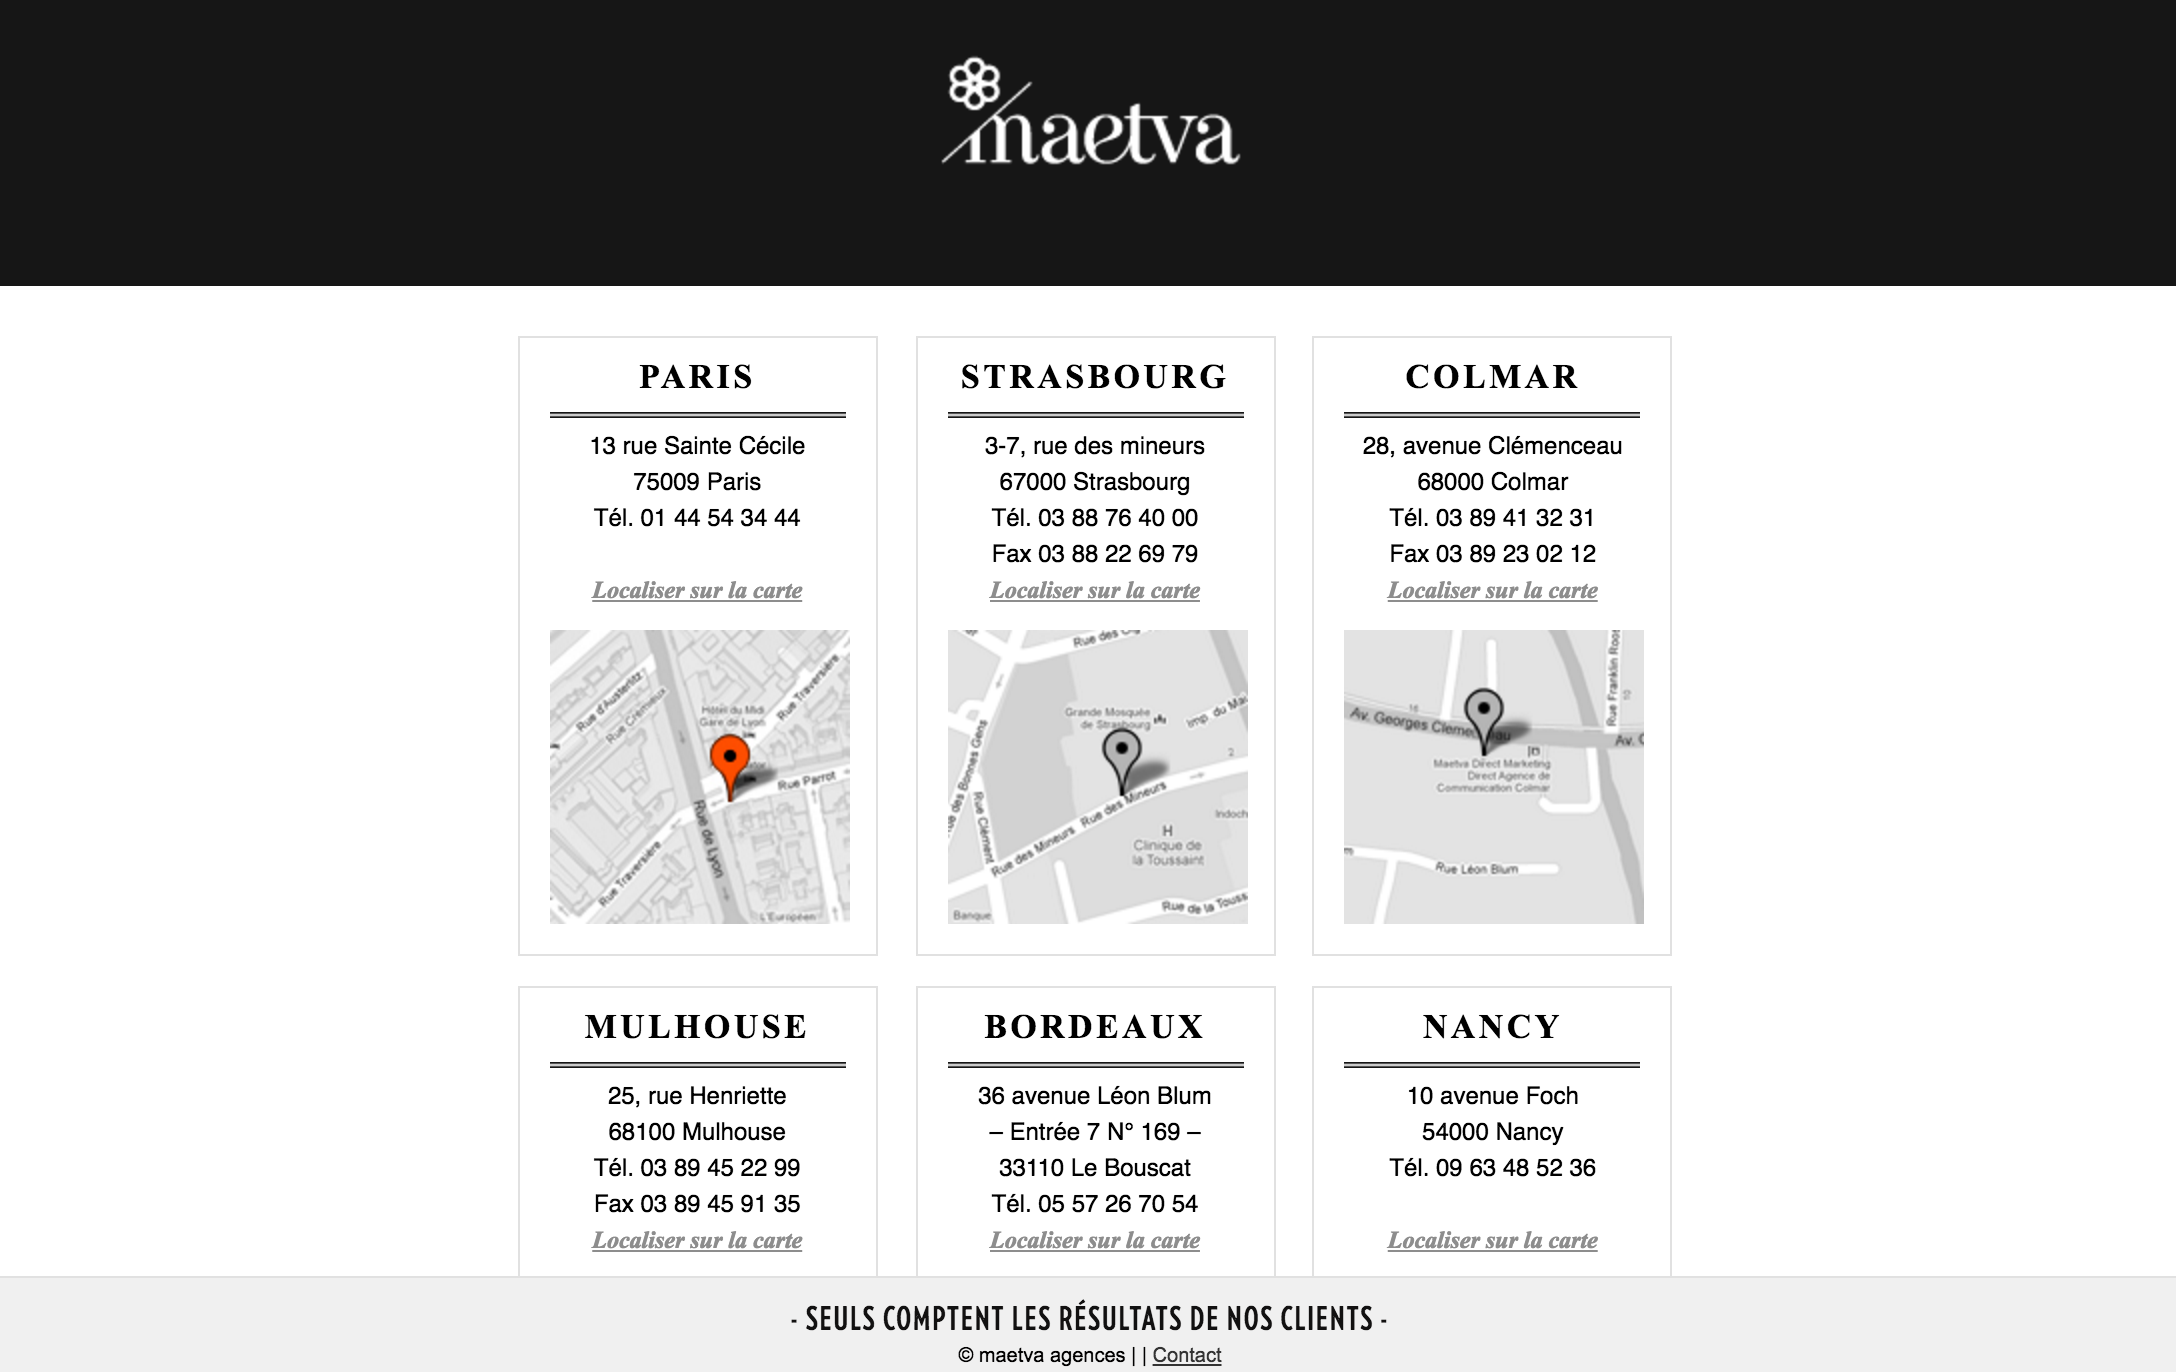 maetva
PARIS
13 rue Sainte Cécile
75009 Paris
Tél. 01 44 54 34 44
Localiser sur la carte
Rue d'Austerlitz
Rue Crémieux
Hôtel du Midi
Gare de Lyon
Rue Traversière
Rue Parrot
Rue de Lyon
Rue Traversière
L'Européen
STRASBOURG
3-7, rue des mineurs
67000 Strasbourg
Tél. 03 88 76 40 00
Fax 03 88 22 69 79
Localiser sur la carte
Rue des
Grande Mosquée
de Strasbourg
Imp. du Mai
2
des Bonnes Gens
Rue Clément
Rue des Mineurs
Rue des Mineurs
Indoch
H
Clinique de
la Toussaint
Banque
Rue de la Touss
COLMAR
28, avenue Clémenceau
68000 Colmar
Tél. 03 89 41 32 31
Fax 03 89 23 02 12
Localiser sur la carte
Rue Franklin Roos
10
16
Av. Georges Clemenceau
Av. G
Maetva Direct Marketing
Direct Agence de
Communication Colmar
Rue Léon Blum
MULHOUSE
25, rue Henriette
68100 Mulhouse
Tél. 03 89 45 22 99
Fax 03 89 45 91 35
Localiser sur la carte
BORDEAUX
36 avenue Léon Blum
– Entrée 7 N° 169 –
33110 Le Bouscat
Tél. 05 57 26 70 54
Localiser sur la carte
NANCY
10 avenue Foch
54000 Nancy
Tél. 09 63 48 52 36
Localiser sur la carte
- SEULS COMPTENT LES RÉSULTATS DE NOS CLIENTS -
© maetva agences | | Contact